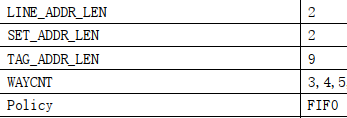 LINE_ADDR_LEN 2
SET_ADDR_LEN 2
TAG_ADDR_LEN 9
WAYCNT 3,4,5
Policy FIFO